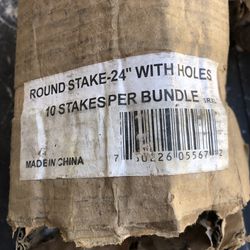 ROUND STAKE-24" WITH HOLES
10 STAKES PER BUNDLE
MADE IN CHINA